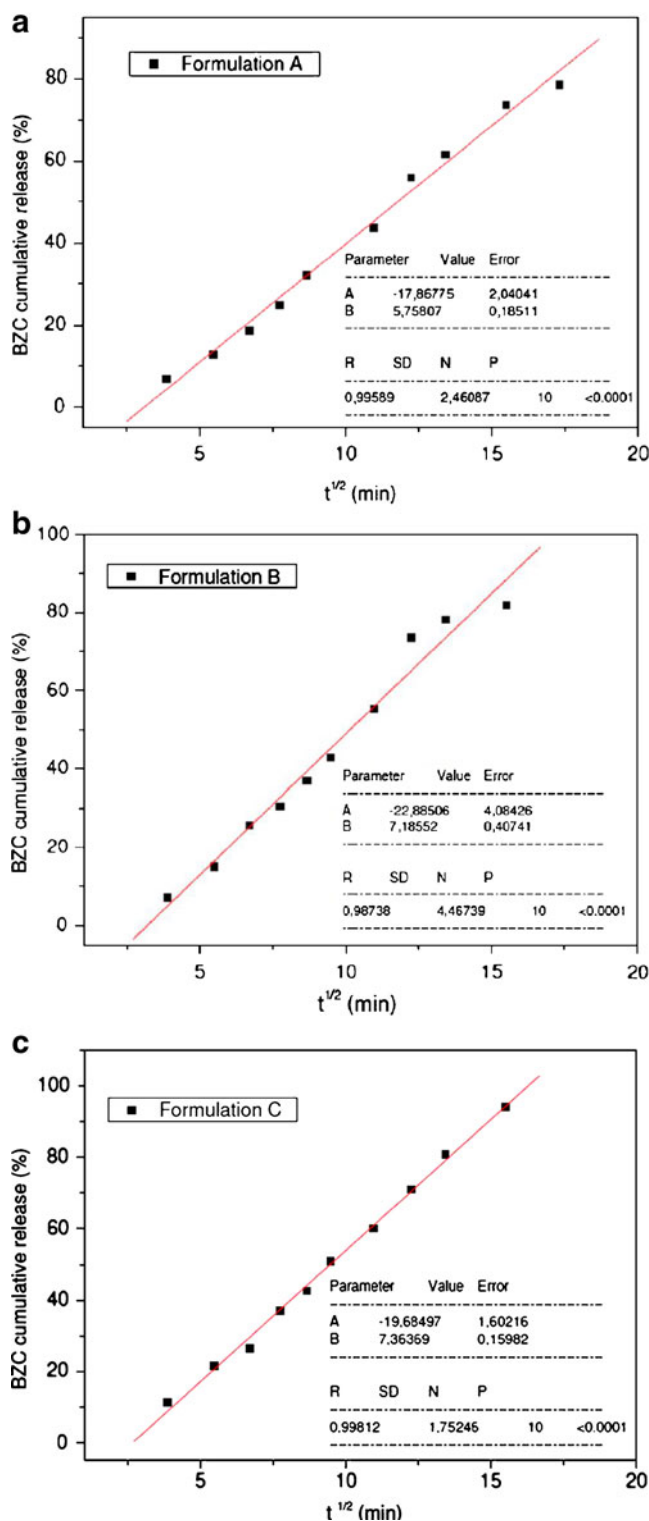 a
Formulation A
80
60
40
20
0
BZC cumulative release (%)
Parameter Value Error
A -17,86775 2,04041
B 5,75807 0,18511
R SD N P
0,99589 2,46087 10 <0.0001
5 10 15 20
t^1/2 (min)
b
100
Formulation B
80
60
40
20
0
BZC cumulative release (%)
Parameter Value Error
A -22,88506 4,08426
B 7,18552 0,40741
R SD N P
0,98738 4,46739 10 <0.0001
5 10 15 20
t^1/2 (min)
c
100
Formulation C
80
60
40
20
0
BZC cumulative release (%)
Parameter Value Error
A -19,68497 1,60216
B 7,36369 0,15982
R SD N P
0,99812 1,75246 10 <0.0001
5 10 15 20
t^1/2 (min)